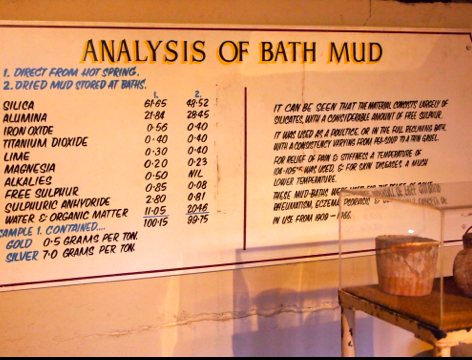 ANALYSIS OF BATH MUD
1. DIRECT FROM HOT SPRING.
2. DRIED MUD STORED AT BATHS.
1. 2.
SILICA 61·65 48·52
ALUMINA 21·84 28·45
IRON OXIDE 0·56 0·40
TITANIUM DIOXIDE 0·40 0·40
LIME 0·30 0·40
MAGNESIA 0·20 0·23
ALKALIES 0·50 NIL
FREE SULPHUR 0·85 0·08
SULPHURIC ANHYDRIDE 2·80 0·81
WATER & ORGANIC MATTER 11·05 20·46
100·15 99·75
SAMPLE 1. CONTAINED....
GOLD 0·5 GRAMS PER TON.
SILVER 7·0 GRAMS PER TON.
IT CAN BE SEEN THAT THE MATERIAL CONSISTS LARGELY OF
SILICATES, WITH A CONSIDERABLE AMOUNT OF FREE SULPHUR.
IT WAS USED AS A POULTICE, OR IN THE FULL RECLINING BATH,
WITH A CONSISTENCY VARYING FROM PEA-SOUP TO A THIN
FOR RELIEF OF PAIN & STIFFNESS A TEMPERATURE OF
104-105° WAS USED, & FOR SKIN DISEASES A MUCH
LOWER TEMPERATURE.
THESE MUD-BATHS WERE USED FOR
RHEUMATISM, ECZEMA, PSORIASIS
IN USE FROM